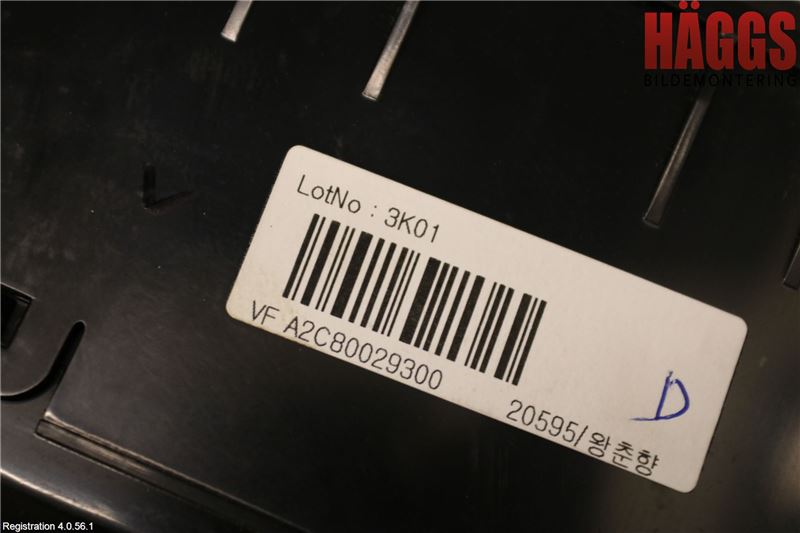 HÄGGS
BILDEMONTERING
LotNo : 3K01
VF A2C80029300
20595/왕춘향
D
Registration 4.0.56.1